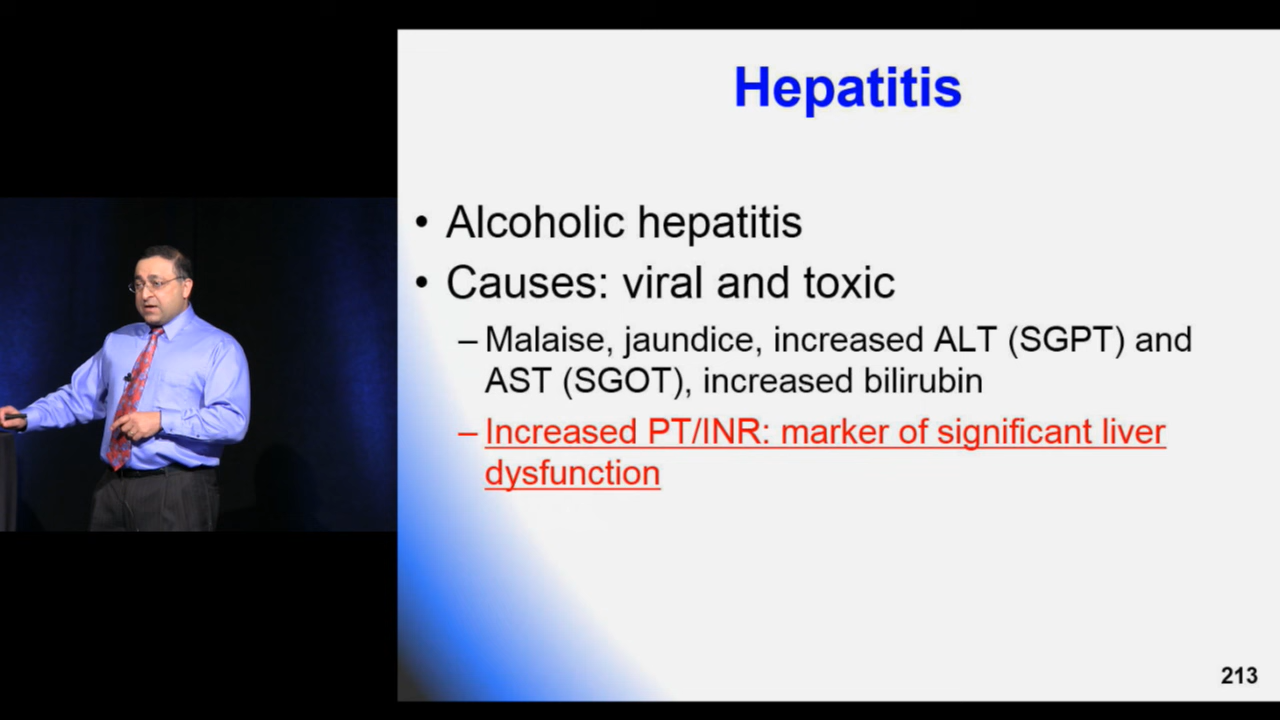 Hepatitis
• Alcoholic hepatitis
• Causes: viral and toxic
– Malaise, jaundice, increased ALT (SGPT) and
AST (SGOT), increased bilirubin
– Increased PT/INR: marker of significant liver
dysfunction
213